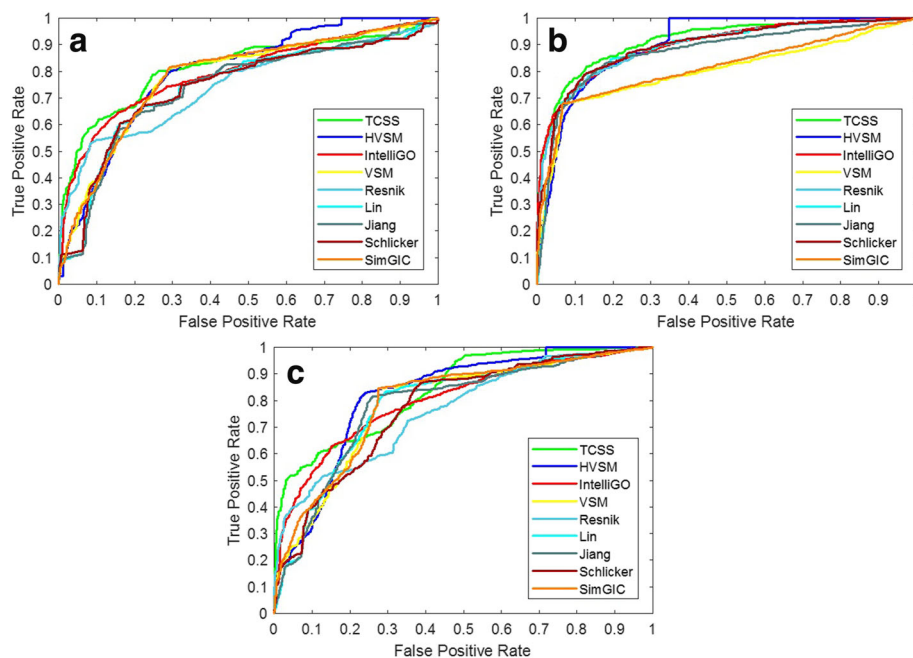 a
True Positive Rate
1
0.9
0.8
0.7
0.6
0.5
0.4
0.3
0.2
0.1
0
0 0.1 0.2 0.3 0.4 0.5 0.6 0.7 0.8 0.9 1
False Positive Rate
TCSS
HVSM
IntelliGO
VSM
Resnik
Lin
Jiang
Schlicker
SimGIC
b
True Positive Rate
1
0.9
0.8
0.7
0.6
0.5
0.4
0.3
0.2
0.1
0
0 0.1 0.2 0.3 0.4 0.5 0.6 0.7 0.8 0.9
False Positive Rate
TCSS
HVSM
IntelliGO
VSM
Resnik
Lin
Jiang
Schlicker
SimGIC
c
True Positive Rate
1
0.9
0.8
0.7
0.6
0.5
0.4
0.3
0.2
0.1
0
0 0.1 0.2 0.3 0.4 0.5 0.6 0.7 0.8 0.9 1
False Positive Rate
TCSS
HVSM
IntelliGO
VSM
Resnik
Lin
Jiang
Schlicker
SimGIC